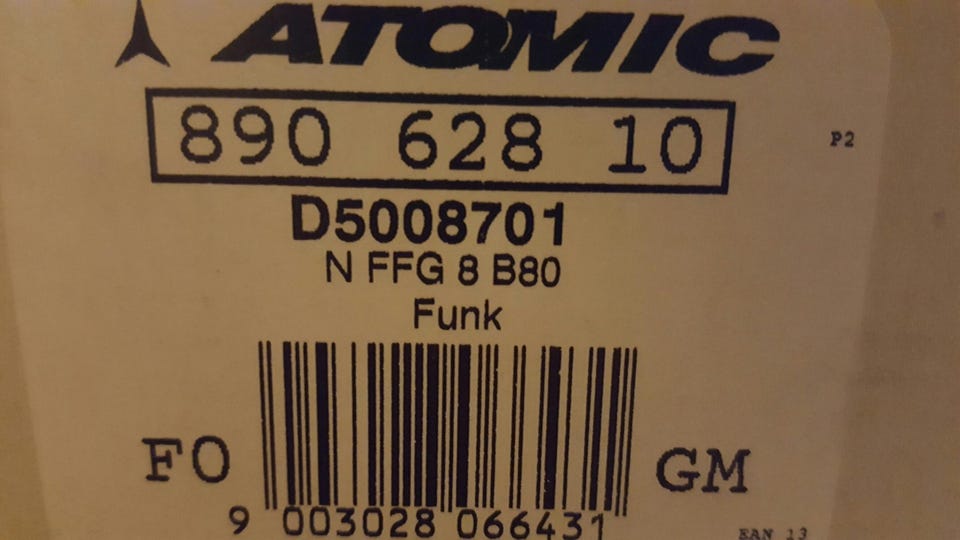 ATOMIC
890 628 10
P2
D5008701
N FFG 8 B80
Funk
FO
GM
9 003028 066431
EAN 13